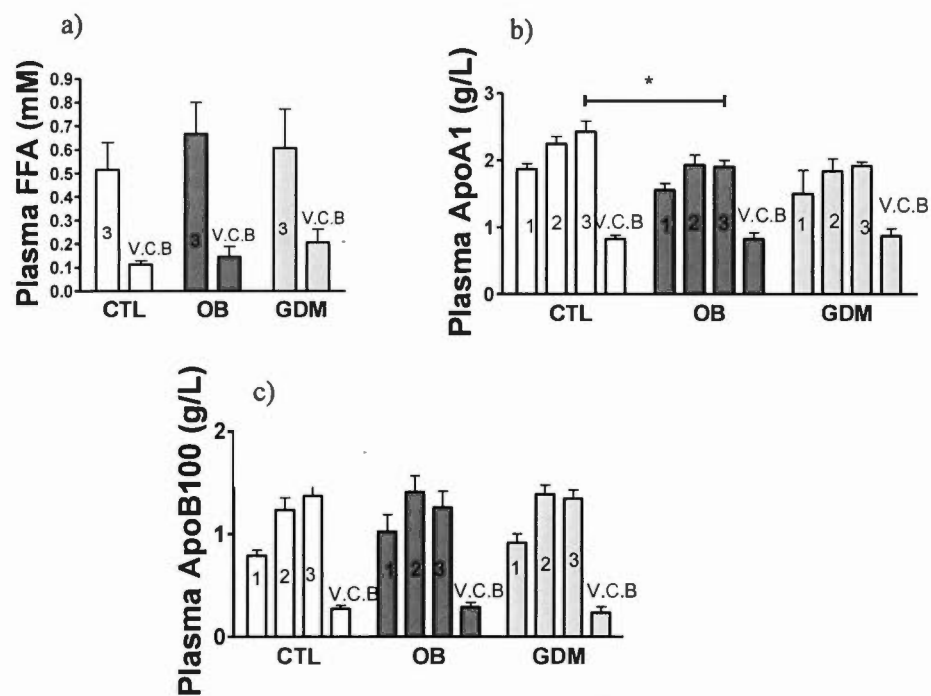 a)
Plasma FFA (mM)
0.9
0.8
0.7
0.6
0.5
0.4
0.3
0.2
0.1
0.0
3
V.C.B
3
V.C.B
3
V.C.B
CTL
OB
GDM
b)
Plasma ApoA1 (g/L)
3
2
1
0
*
1
2
3
V.C.B
1
2
3
V.C.B
1
2
3
V.C.B
CTL
OB
GDM
c)
Plasma ApoB100 (g/L)
2
1
0
1
2
3
V.C.B
1
2
3
V.C.B
1
2
3
V.C.B
CTL
OB
GDM